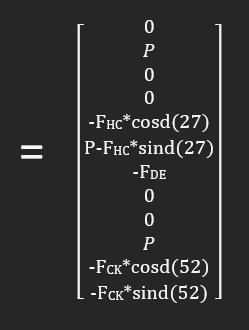 0
P
0
0
-FHC*cosd(27)
= P-FHC*sind(27)
-FDE
0
0
P
-FCK*cosd(52)
-FCK*sind(52)